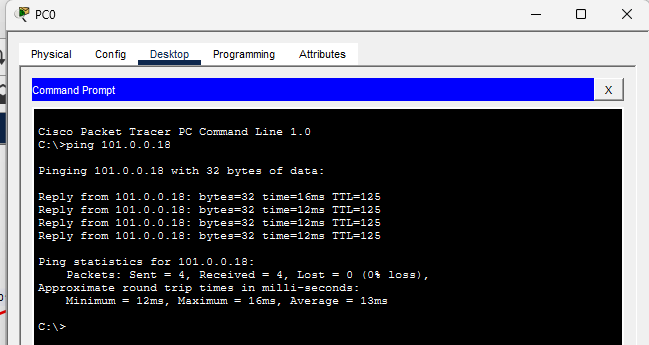 PC0
Physical Config Desktop Programming Attributes
Command Prompt X
Cisco Packet Tracer PC Command Line 1.0
C:\>ping 101.0.0.18
Pinging 101.0.0.18 with 32 bytes of data:
Reply from 101.0.0.18: bytes=32 time=16ms TTL=125
Reply from 101.0.0.18: bytes=32 time=12ms TTL=125
Reply from 101.0.0.18: bytes=32 time=12ms TTL=125
Reply from 101.0.0.18: bytes=32 time=12ms TTL=125
Ping statistics for 101.0.0.18:
Packets: Sent = 4, Received = 4, Lost = 0 (0% loss),
Approximate round trip times in milli-seconds:
Minimum = 12ms, Maximum = 16ms, Average = 13ms
C:\>